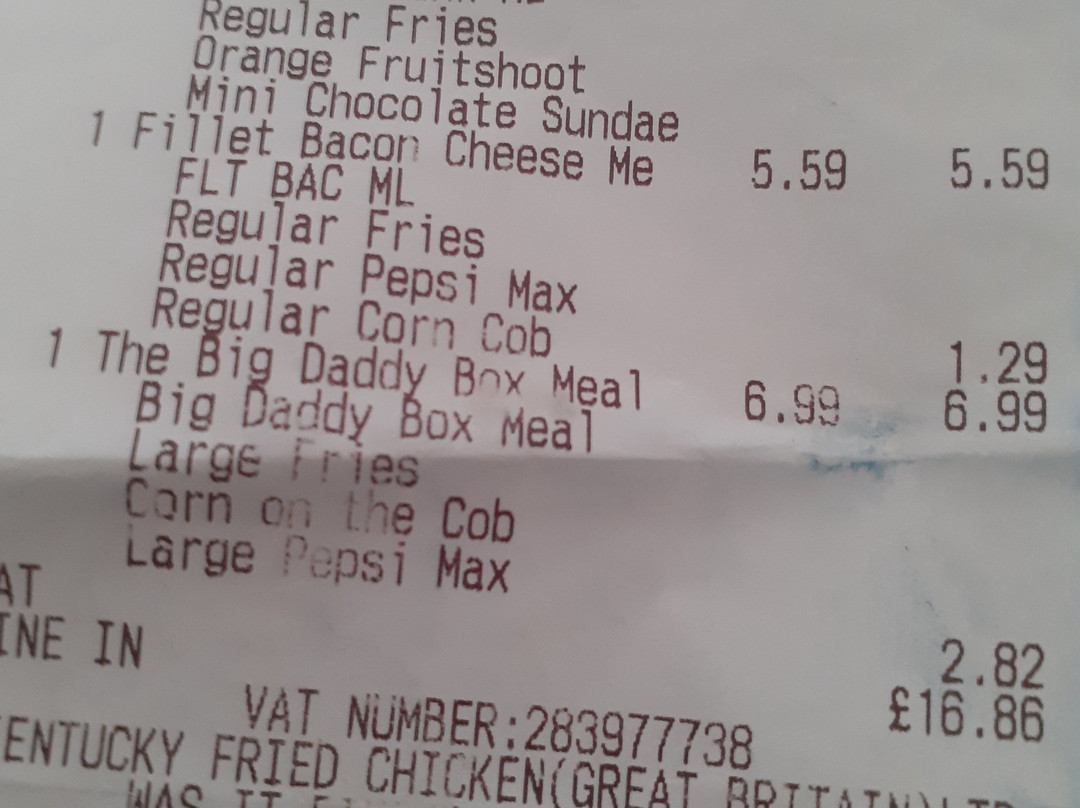 Regular Fries
Orange Fruitshoot
Mini Chocolate Sundae
1 Fillet Bacon Cheese Me 5.59 5.59
FLT BAC ML
Regular Fries
Regular Pepsi Max
Regular Corn Cob 1.29
1 The Big Daddy Box Meal 6.99 6.99
Big Daddy Box Meal
Large Fries
Corn on the Cob
Large Pepsi Max
AT 2.82
INE IN £16.86
VAT NUMBER:283977738
ENTUCKY FRIED CHICKEN(GREAT BRITAIN)
WAS IT